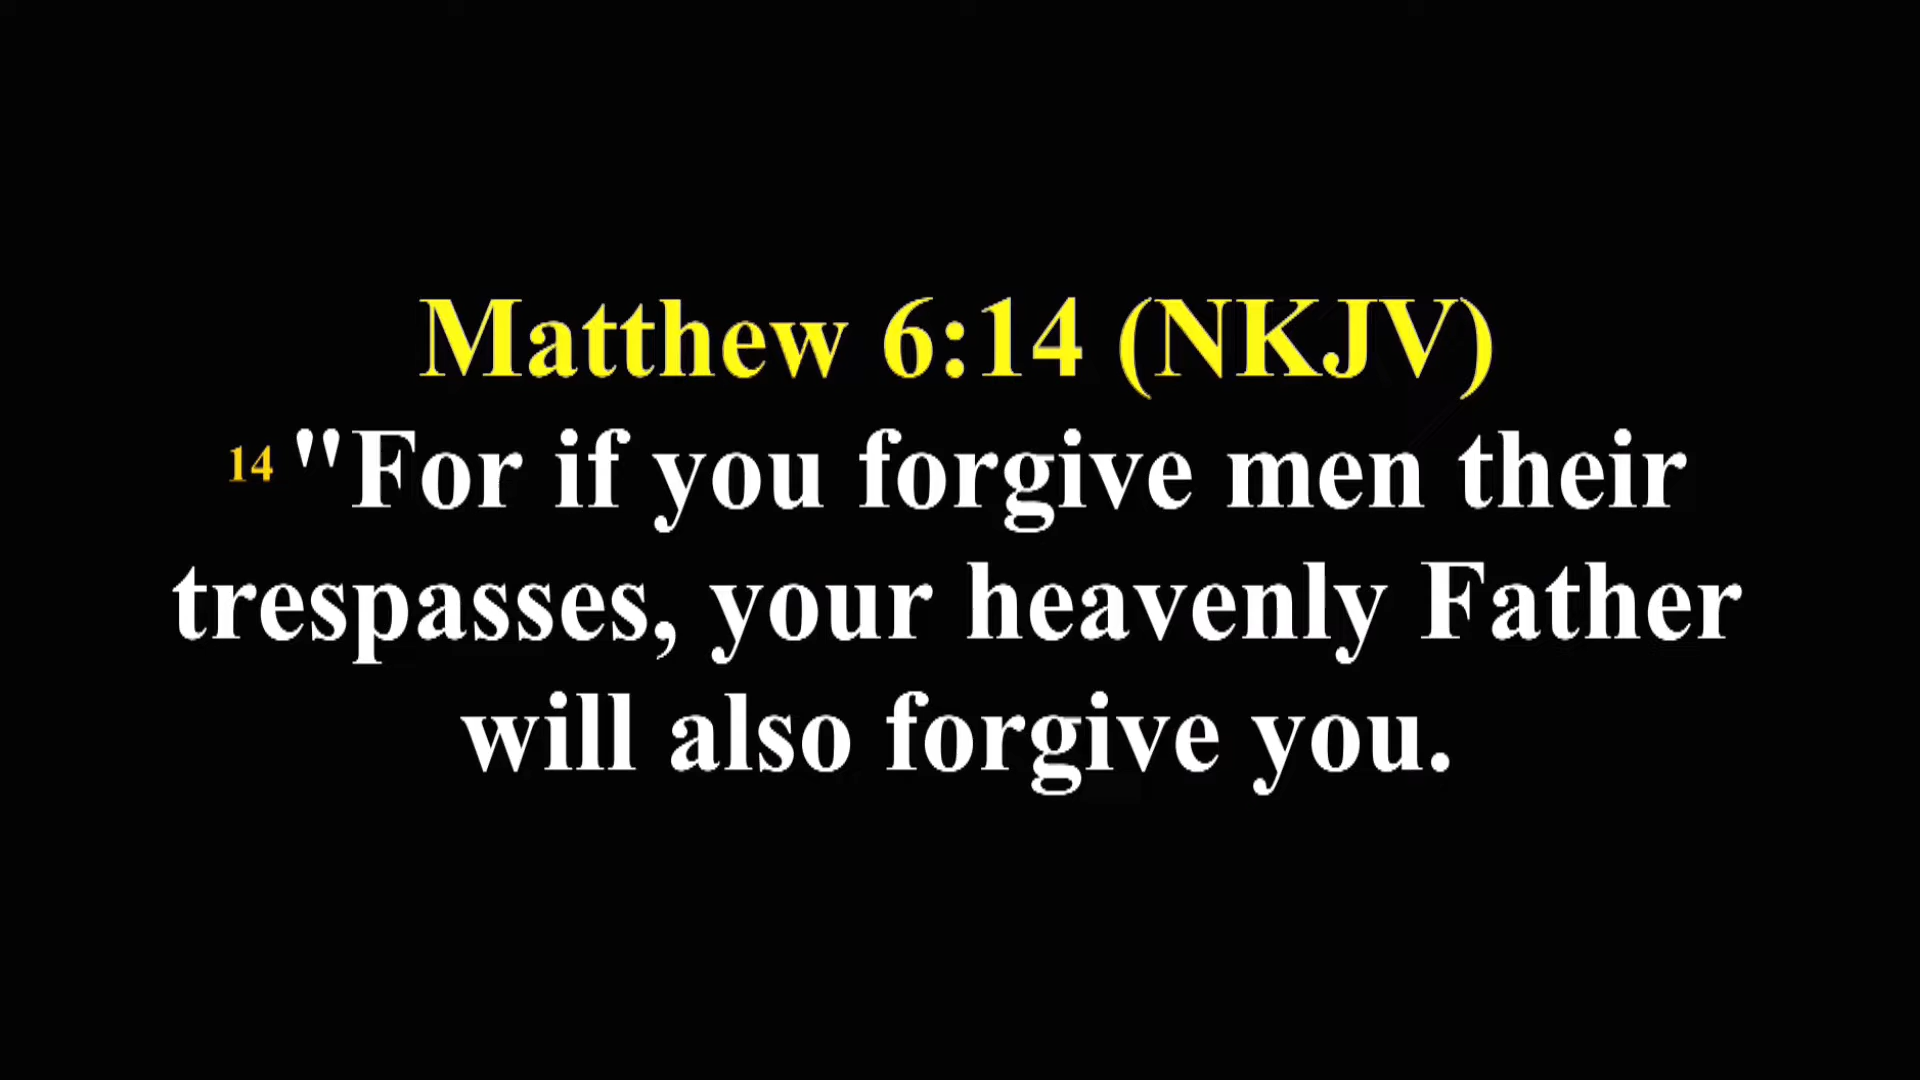 Matthew 6:14 (NKJV)
14 "For if you forgive men their
trespasses, your heavenly Father
will also forgive you.